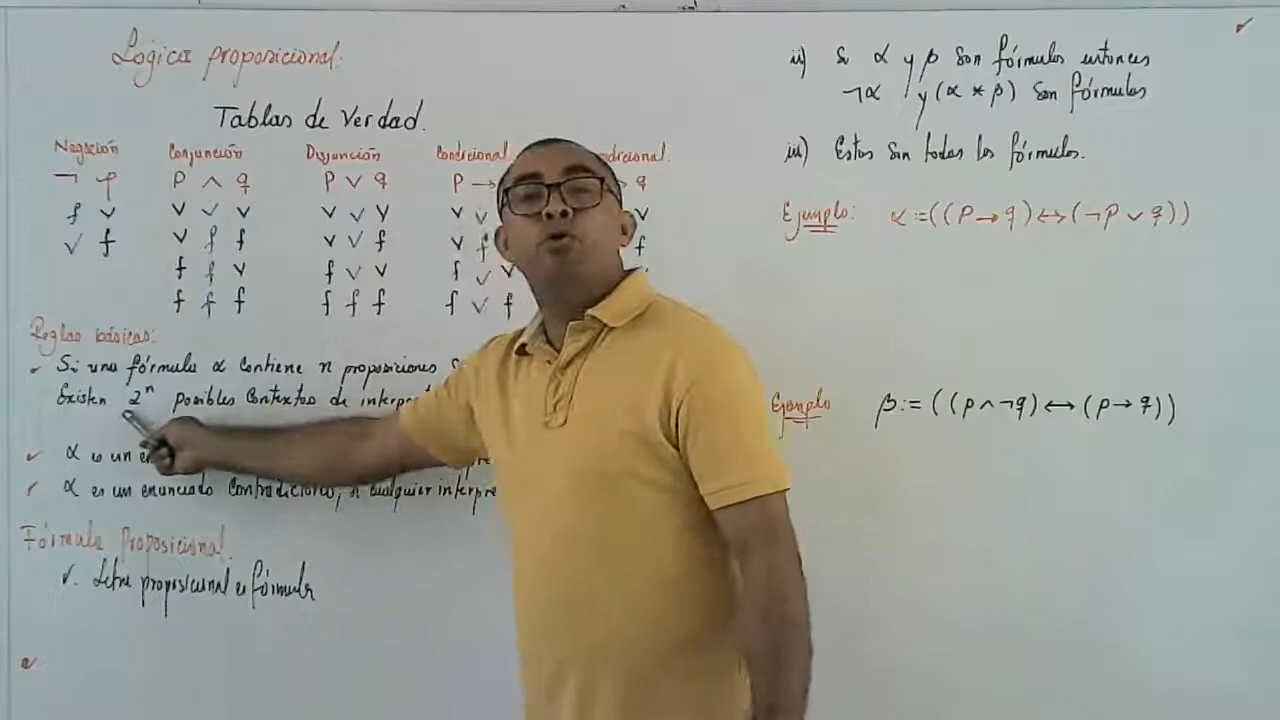 Lógica proposicional.
Tablas de Verdad.
Negación Conjunción Disyunción Condicional
¬ φ P ∧ q P ∨ q P → q
f v v v v v v v v v v
v f v f f v v f v f f
f f v f v v f v v
f f f f f f f v f
Reglas básicas:
Si una fórmula α contiene n proposiciones
Existen 2ⁿ posibles Contextos de
α es un
α es un enunciado contradictorio, si cualquier
Fórmula Proposicional.
✓. Letra proposicional es fórmula
ii) Si α y β son fórmulas entonces
¬α y (α * β) son fórmulas
iii) Estas son todas las fórmulas.
Ejemplo: α :=((P→q)↔(¬P∨q))
Ejemplo β:=((p∧¬q)↔(p→q))